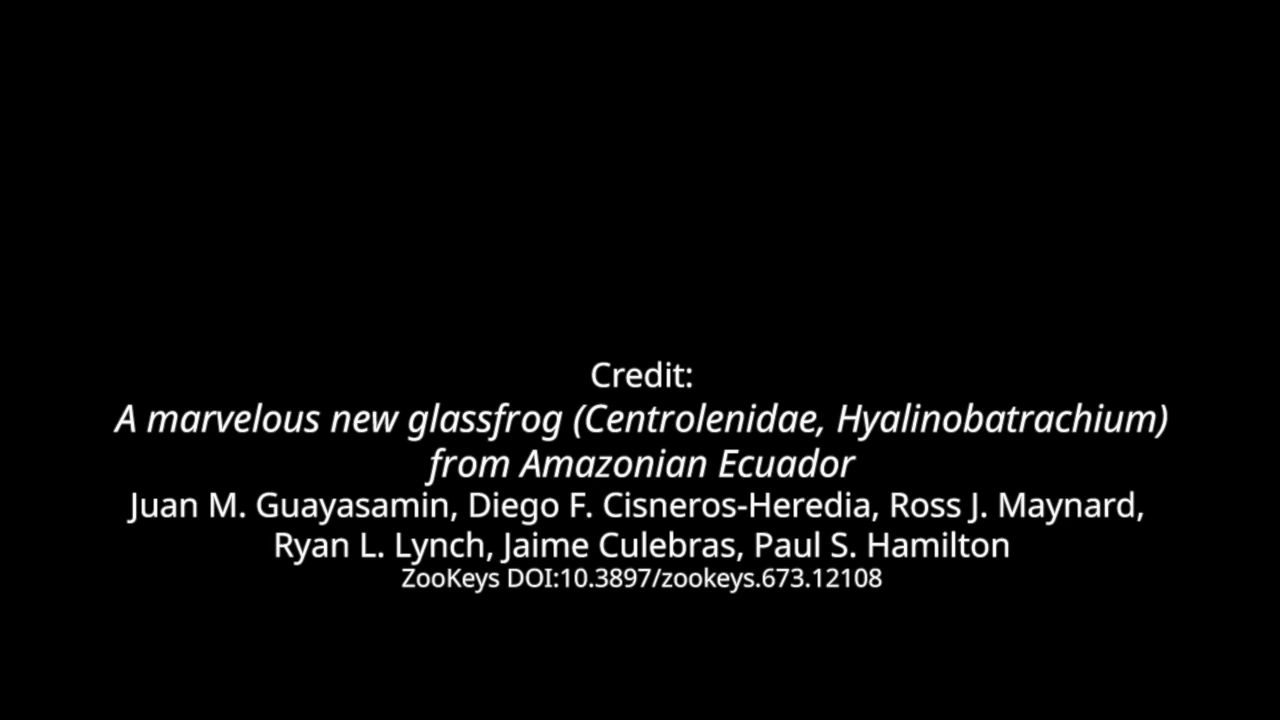 Credit:
A marvelous new glassfrog (Centrolenidae, Hyalinobatrachium)
from Amazonian Ecuador
Juan M. Guayasamin, Diego F. Cisneros-Heredia, Ross J. Maynard,
Ryan L. Lynch, Jaime Culebras, Paul S. Hamilton
ZooKeys DOI:10.3897/zookeys.673.12108